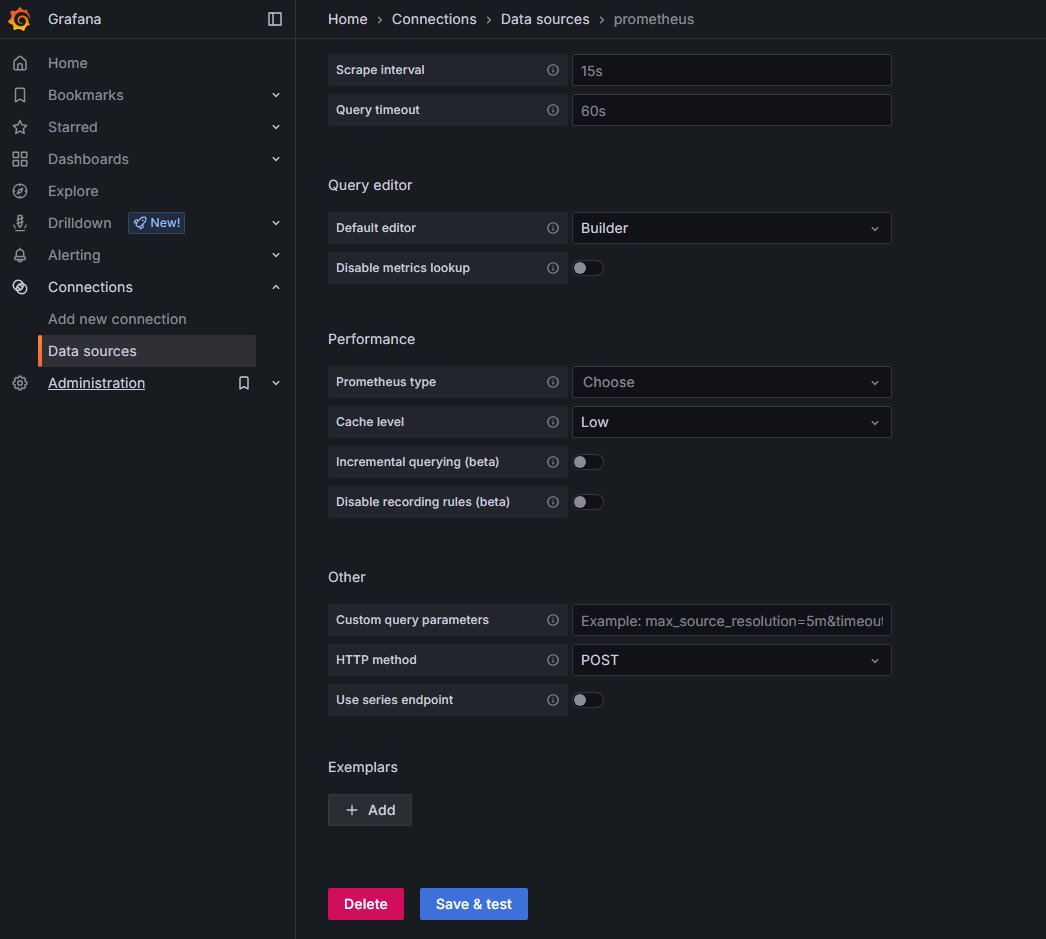 Grafana
Home › Connections › Data sources › prometheus
Home
Bookmarks
Starred
Dashboards
Explore
Drilldown New!
Alerting
Connections
Add new connection
Data sources
Administration
Scrape interval 15s
Query timeout 60s
Query editor
Default editor Builder
Disable metrics lookup
Performance
Prometheus type Choose
Cache level Low
Incremental querying (beta)
Disable recording rules (beta)
Other
Custom query parameters Example: max_source_resolution=5m&timeout
HTTP method POST
Use series endpoint
Exemplars
+ Add
Delete Save & test